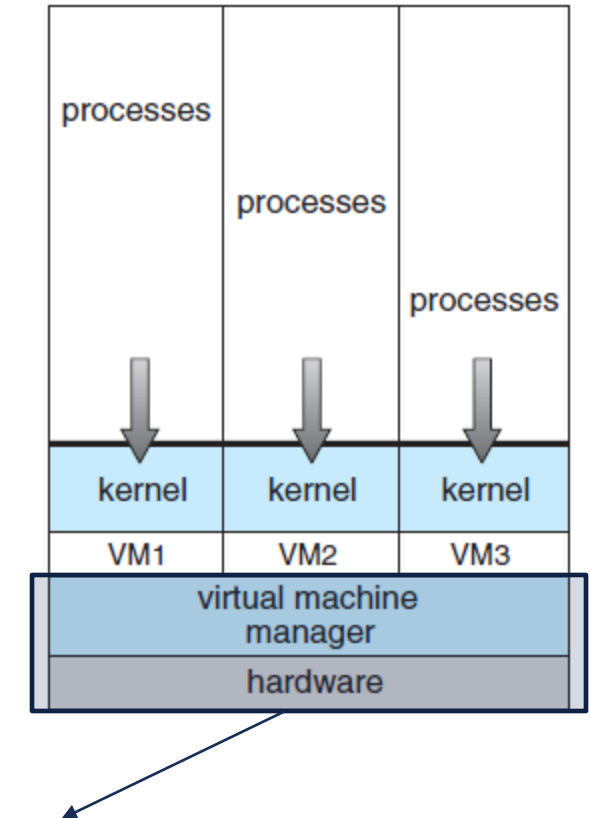 processes
processes
processes
kernel kernel kernel
VM1 VM2 VM3
virtual machine
manager
hardware